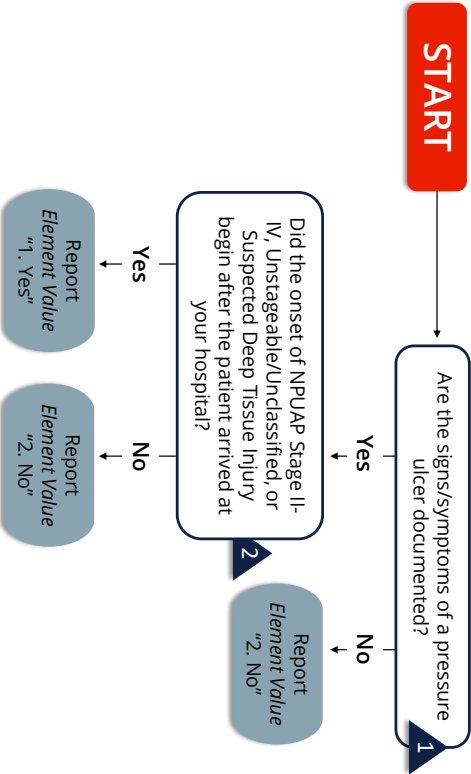 START
Are the signs/symptoms of a pressure
ulcer documented?
1
Yes
No
Did the onset of NPUAP Stage II-
IV, Unstageable/Unclassified, or
Suspected Deep Tissue Injury
begin after the patient arrived at
your hospital?
2
Report
Element Value
“2. No”
Yes
No
Report
Element Value
“1. Yes”
Report
Element Value
“2. No”